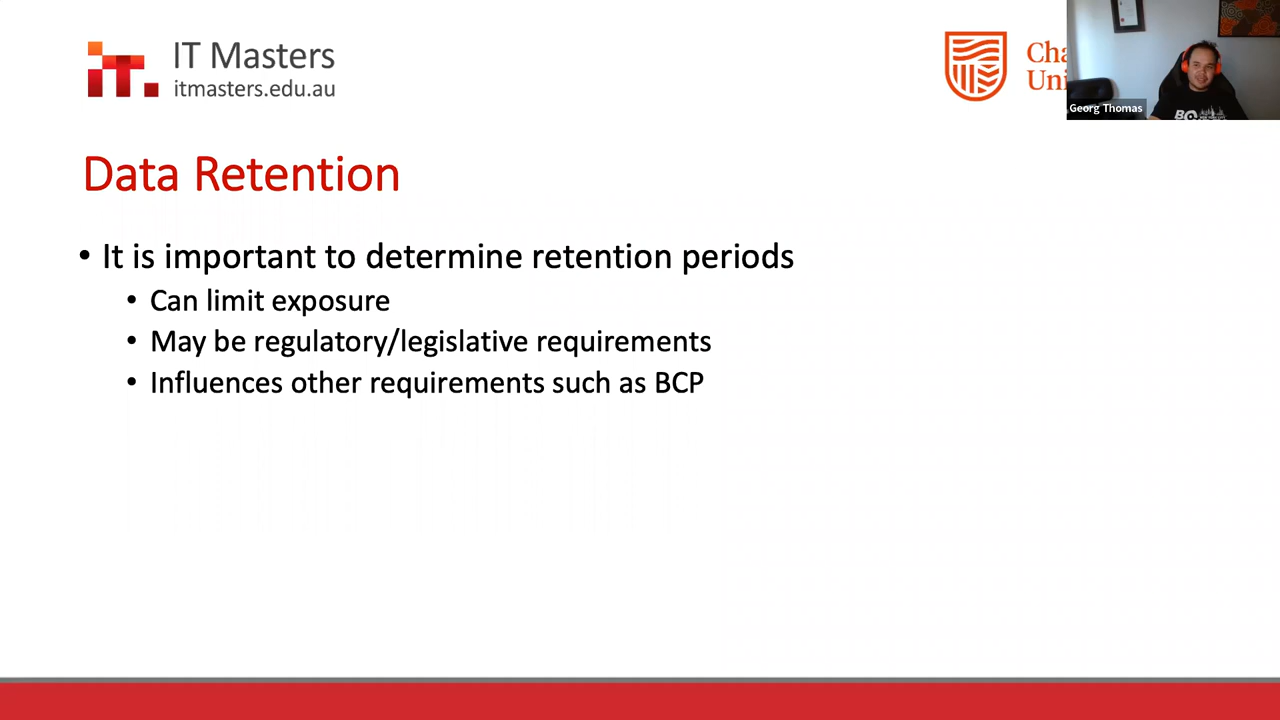 IT Masters
itmasters.edu.au
Georg Thomas
Data Retention
• It is important to determine retention periods
• Can limit exposure
• May be regulatory/legislative requirements
• Influences other requirements such as BCP